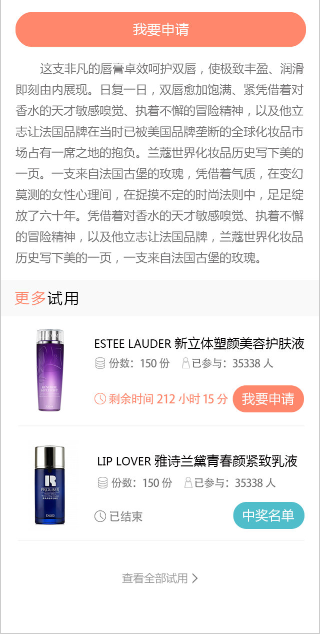 我要申请
这支非凡的唇膏卓效呵护双唇，使极致丰盈、润滑
即刻由内展现。日复一日，双唇愈加饱满、紧凭借着对
香水的天才敏感嗅觉、执着不懈的冒险精神，以及他立
志让法国品牌在当时已被美国品牌垄断的全球化妆品市
场占有一席之地的抱负。兰蔻世界化妆品历史写下美的
一页。一支来自法国古堡的玫瑰，凭借着气质，在变幻
莫测的女性心理间，在捉摸不定的时尚法则中，足足绽
放了六十年。凭借着对香水的天才敏感嗅觉、执着不懈
的冒险精神，以及他立志让法国品牌，兰蔻世界化妆品
历史写下美的一页，一支来自法国古堡的玫瑰。
更多试用
ESTEE LAUDER 新立体塑颜美容护肤液
份数：150 份 已参与：35338 人
剩余时间 212 小时 15 分 我要申请
LIP LOVER 雅诗兰黛青春颜紧致乳液
份数：150 份 已参与：35338 人
已结束 中奖名单
查看全部试用 >